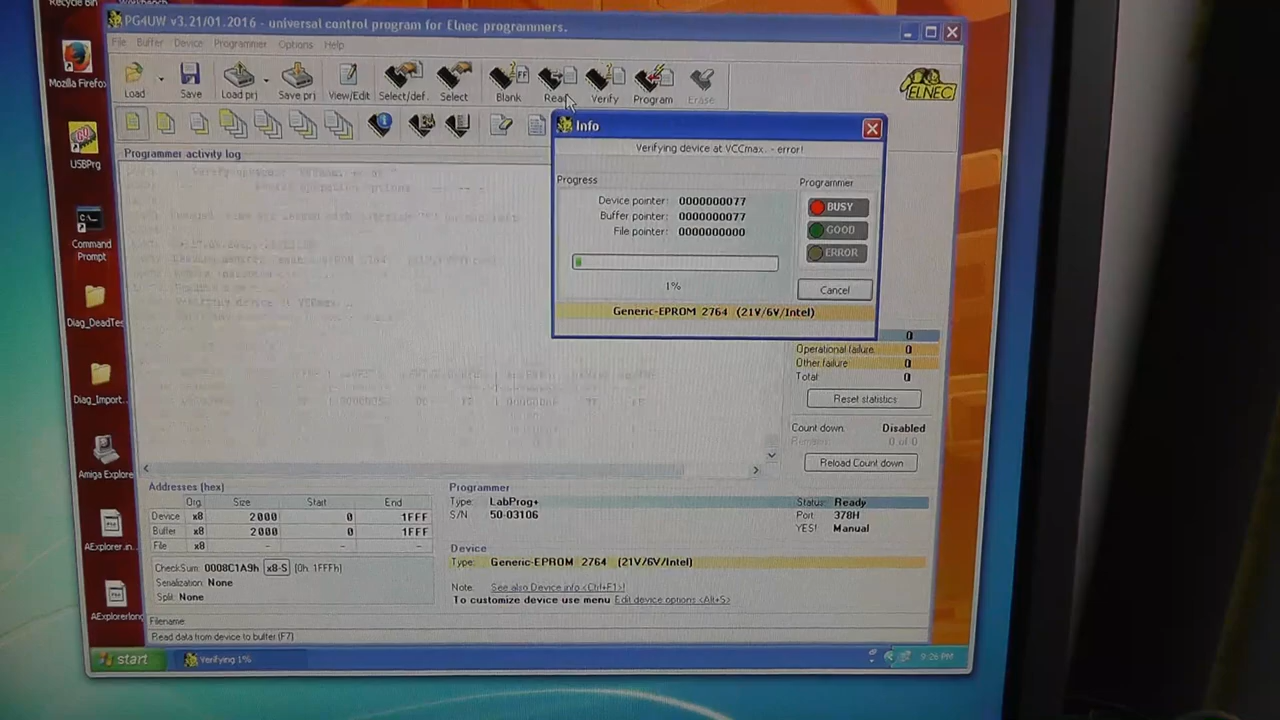 Recycle Bin
PG4UW v3.21/01.2016 - universal control program for Elnec programmers.
File Buffer Device Programmer Options Help
Mozilla Firefox
Load Save Load prj Save prj View/Edit Select/def. Select Blank Read Verify Program Erase
ELNEC
USBPrg
Programmer activity log
Info
Verifying device at VCCmax. - error!
Progress
Programmer
Device pointer: 0000000077
Buffer pointer: 0000000077
File pointer: 0000000000
BUSY
GOOD
ERROR
1%
Cancel
Generic-EPROM 2764 (21V/6V/Intel)
Command
Prompt
Diag_DeadTes
Diag_Import...
Amiga Explore
AExplorer.in
AExplorerlong
0
Operational failure: 0
Other failure: 0
Total: 0
Reset statistics
Count down: Disabled
Remains: 0 of 0
Reload Count down
Addresses (hex)
Org. Size Start End
Device x8 2000 0 1FFF
Buffer x8 2000 0 1FFF
File x8 - - -
CheckSum: 0008C1A9h x8-S [0h..1FFFh]
Serialization: None
Split: None
Programmer
Type: LabProg+
S/N 50-03106
Status: Ready
Port 378H
YES! Manual
Device
Type: Generic-EPROM 2764 (21V/6V/Intel)
Note: See also Device info <Ctrl+F1>!
To customize device use menu Edit device options <Alt+S>
Filename:
Read data from device to buffer (F7)
start
Verifying 1%
9:26 PM